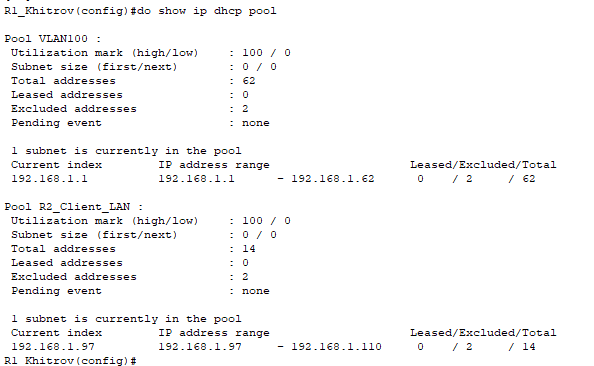 R1_Khitrov(config)#do show ip dhcp pool
Pool VLAN100 :
Utilization mark (high/low) : 100 / 0
Subnet size (first/next) : 0 / 0
Total addresses : 62
Leased addresses : 0
Excluded addresses : 2
Pending event : none
1 subnet is currently in the pool
Current index IP address range Leased/Excluded/Total
192.168.1.1 192.168.1.1 - 192.168.1.62 0 / 2 / 62
Pool R2_Client_LAN :
Utilization mark (high/low) : 100 / 0
Subnet size (first/next) : 0 / 0
Total addresses : 14
Leased addresses : 0
Excluded addresses : 2
Pending event : none
1 subnet is currently in the pool
Current index IP address range Leased/Excluded/Total
192.168.1.97 192.168.1.97 - 192.168.1.110 0 / 2 / 14
R1 Khitrov(config)#